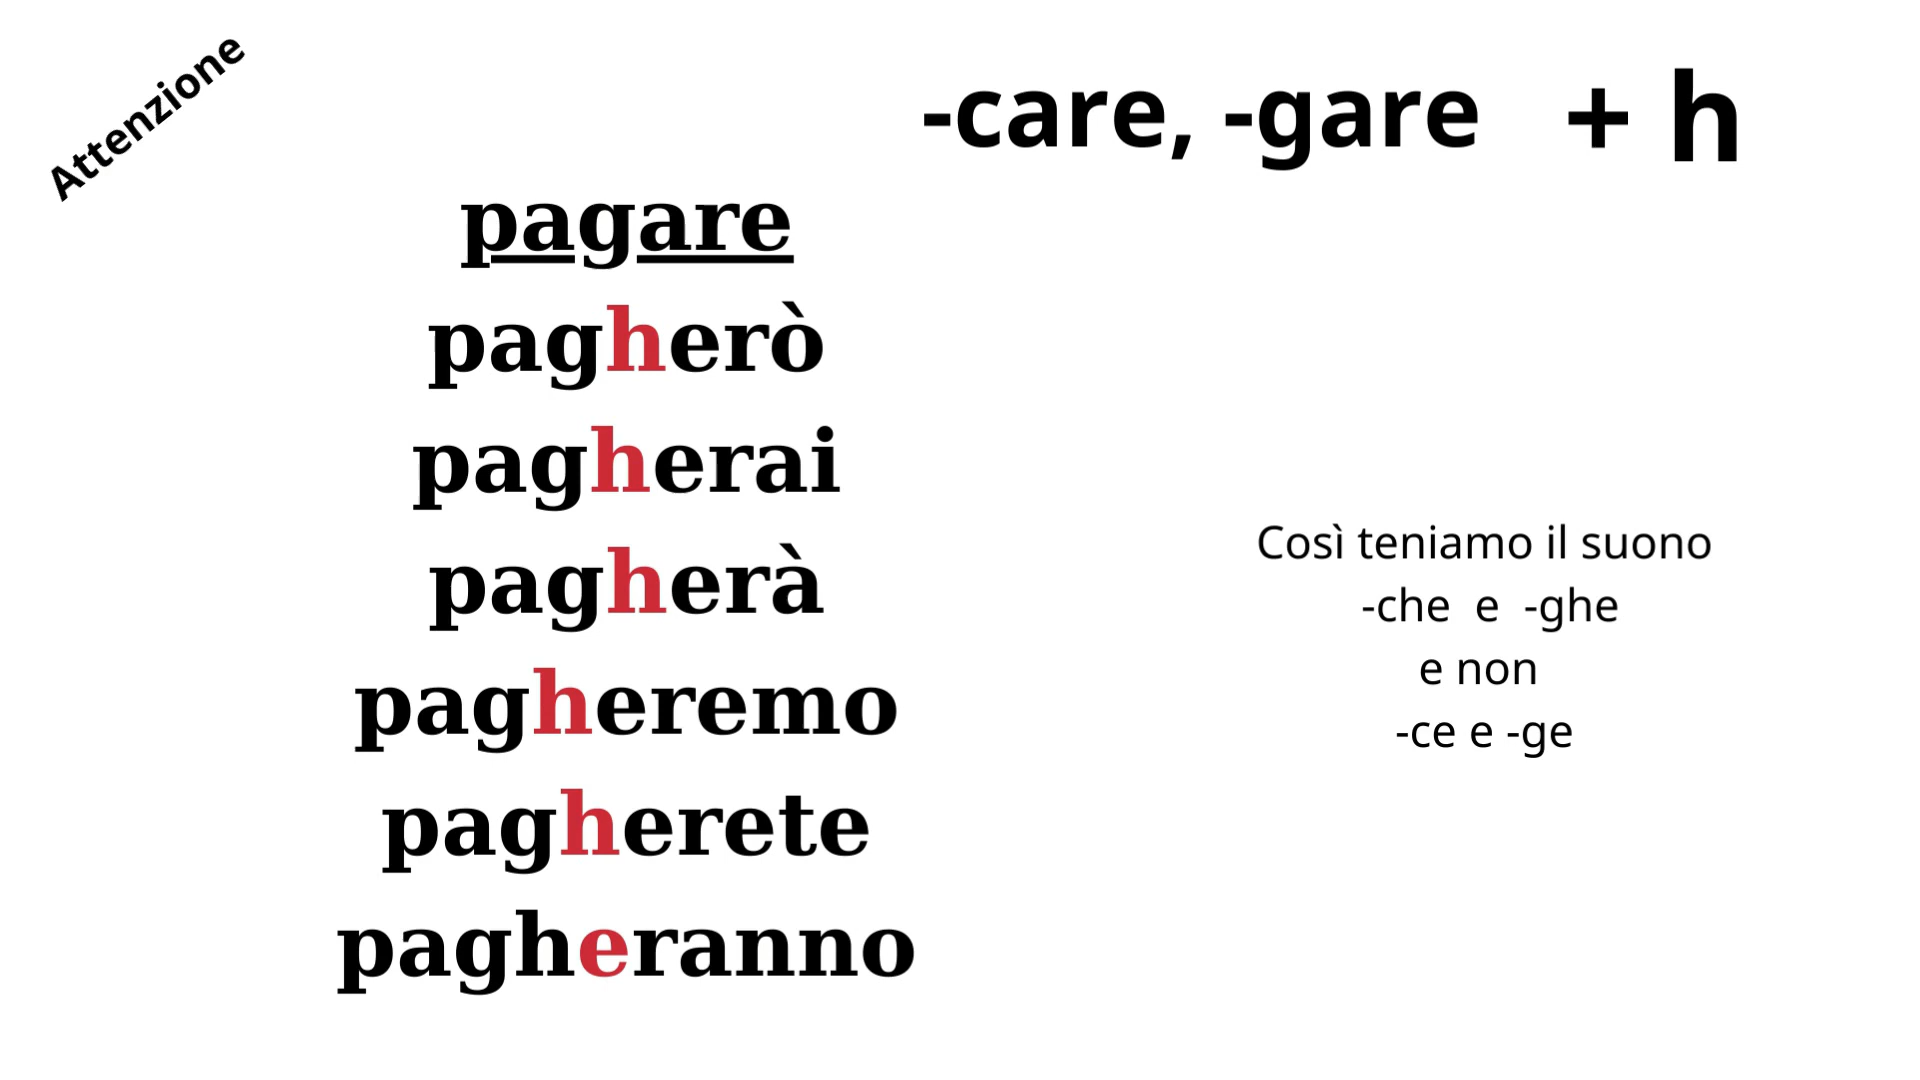 Attenzione
-care, -gare + h
pagare
pagherò
pagherai
pagherà
pagheremo
pagherete
pagheranno
Così teniamo il suono
-che e -ghe
e non
-ce e -ge